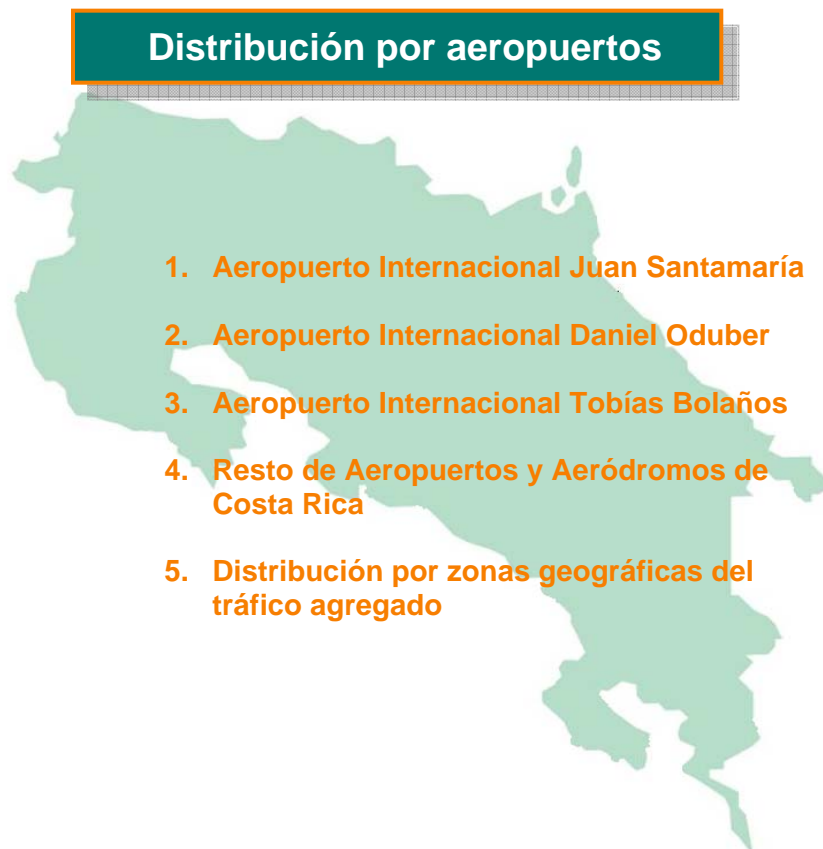 Distribución por aeropuertos
1. Aeropuerto Internacional Juan Santamaría
2. Aeropuerto Internacional Daniel Oduber
3. Aeropuerto Internacional Tobías Bolaños
4. Resto de Aeropuertos y Aeródromos de
Costa Rica
5. Distribución por zonas geográficas del
tráfico agregado